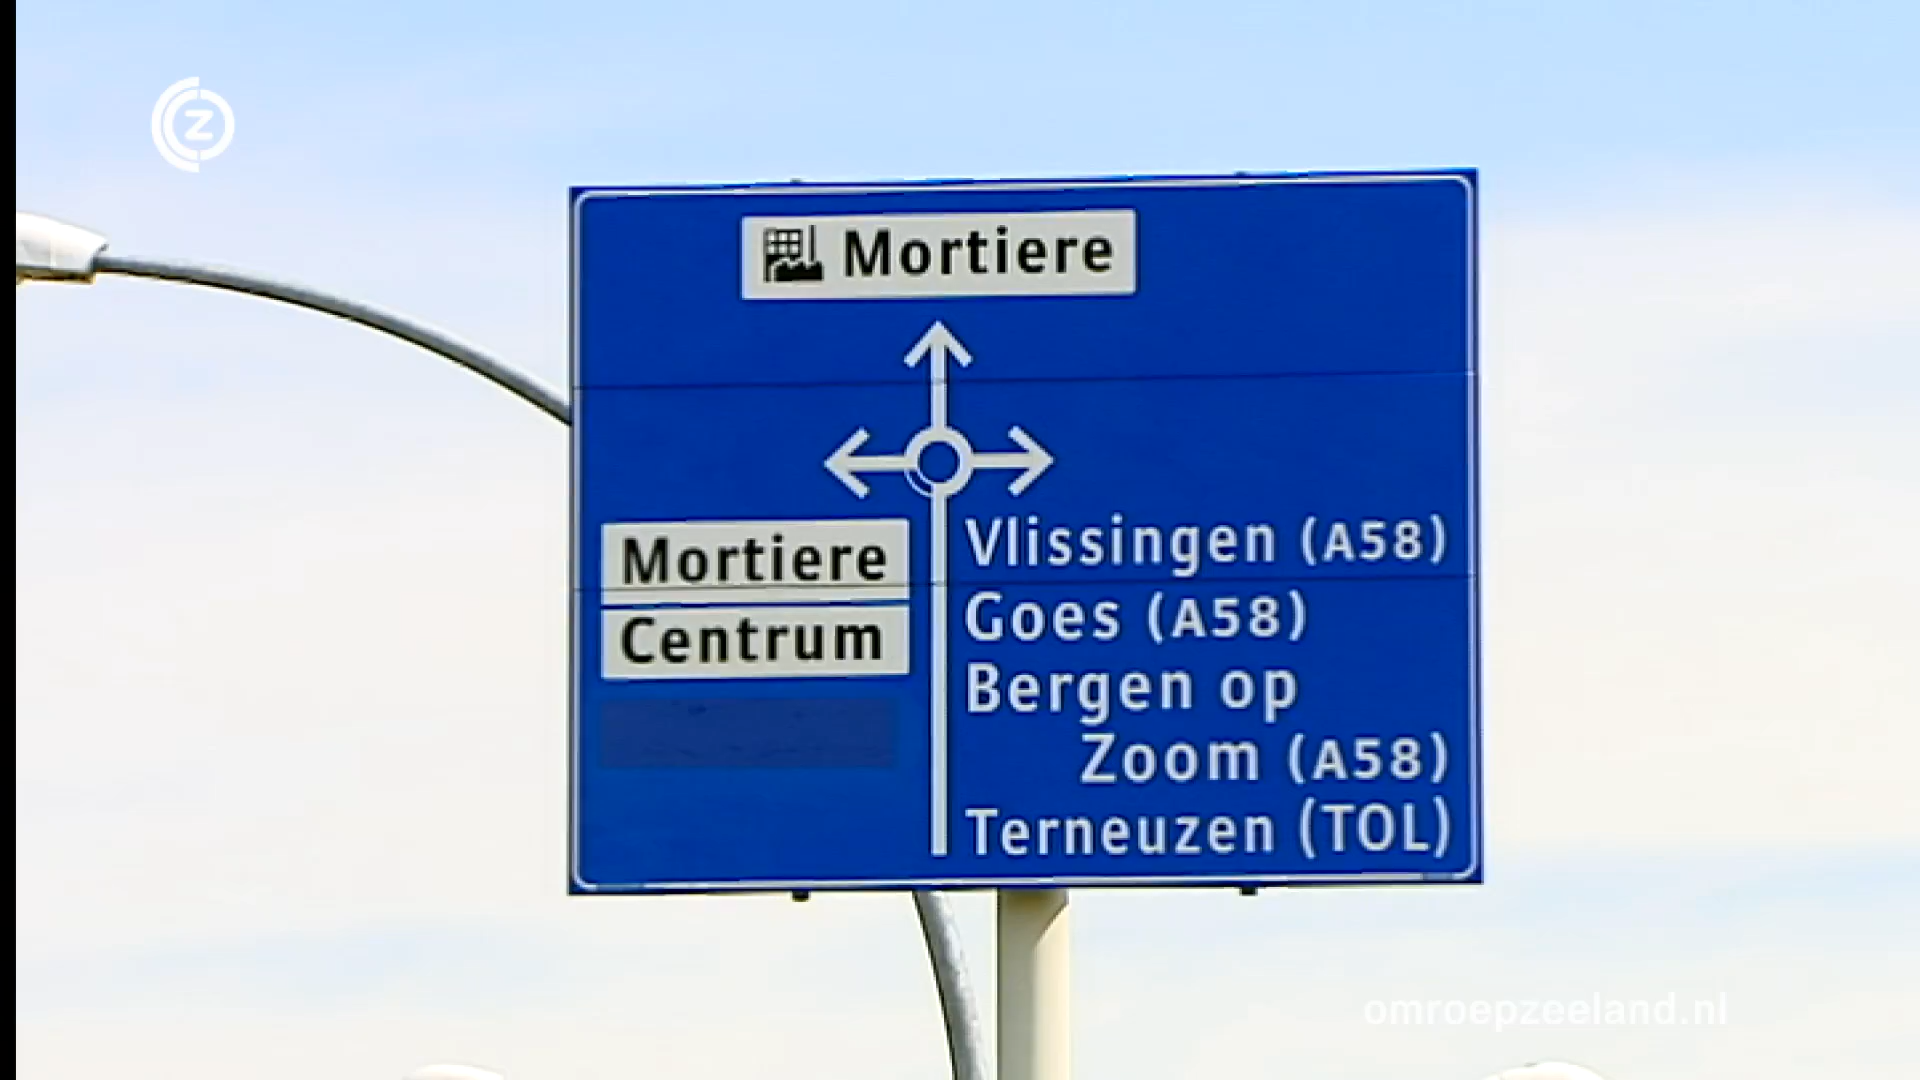 Z
Mortiere
Mortiere
Centrum
Vlissingen (A58)
Goes (A58)
Bergen op
Zoom (A58)
Terneuzen (TOL)
omroepzeeland.nl